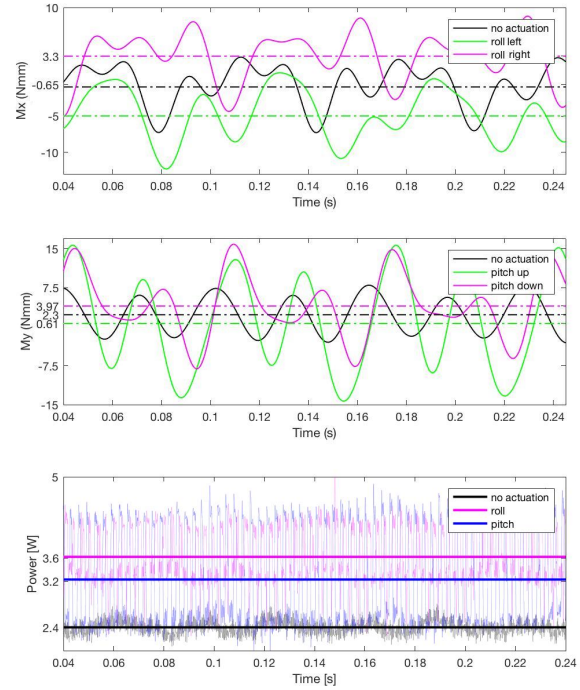 10
3.3
-0.65
-5
-10
Mx (Nmm)
no actuation
roll left
roll right
0.04 0.06 0.08 0.1 0.12 0.14 0.16 0.18 0.2 0.22 0.24
Time (s)
15
7.5
3.97
2.3
0.61
-7.5
-15
My (Nmm)
no actuation
pitch up
pitch down
0.04 0.06 0.08 0.1 0.12 0.14 0.16 0.18 0.2 0.22 0.24
Time (s)
5
3.6
3.2
2.4
Power [W]
no actuation
roll
pitch
0.04 0.06 0.08 0.1 0.12 0.14 0.16 0.18 0.2 0.22 0.24
Time [s]